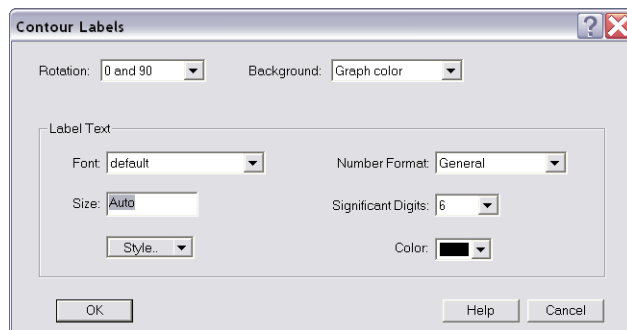 Contour Labels
Rotation: 0 and 90 Background: Graph color
Label Text
Font: default Number Format: General
Size: Auto Significant Digits: 6
Style.. Color:
OK Help Cancel